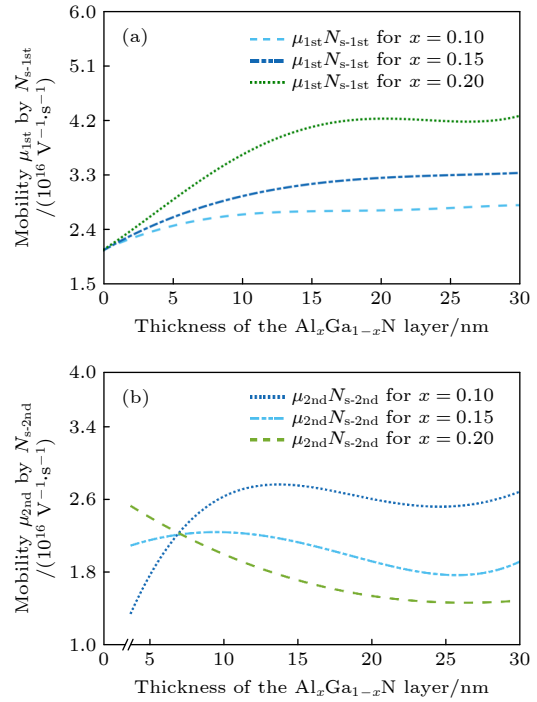 (a)
μ1stNs-1st for x = 0.10
μ1stNs-1st for x = 0.15
μ1stNs-1st for x = 0.20
Mobility μ1st by Ns-1st
/(10^16 V^−1·s^−1)
6.0
5.1
4.2
3.3
2.4
1.5
0 5 10 15 20 25 30
Thickness of the AlxGa1−xN layer/nm
(b)
μ2ndNs-2nd for x = 0.10
μ2ndNs-2nd for x = 0.15
μ2ndNs-2nd for x = 0.20
Mobility μ2nd by Ns-2nd
/(10^16 V^−1·s^−1)
4.0
3.4
2.6
1.8
1.0
0 5 10 15 20 25 30
Thickness of the AlxGa1−xN layer/nm